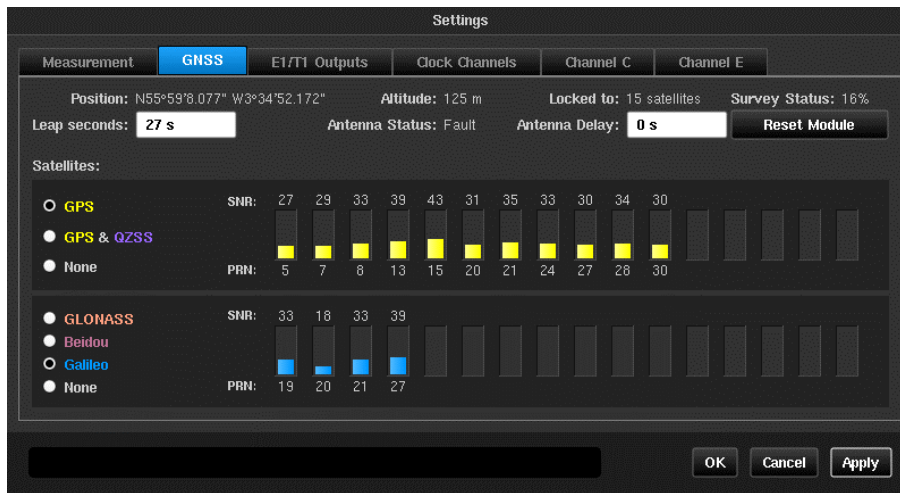 Settings
Measurement GNSS E1/T1 Outputs Clock Channels Channel C Channel E
Position: N55°59'8.077" W3°34'52.172" Altitude: 125 m Locked to: 15 satellites Survey Status: 16%
Leap seconds: 27 s Antenna Status: Fault Antenna Delay: 0 s Reset Module
Satellites:
GPS SNR: 27 29 33 39 43 31 35 33 30 34 30
GPS & QZSS
None PRN: 5 7 8 13 15 20 21 24 27 28 30
GLONASS SNR: 33 18 33 39
Beidou
Galileo
None PRN: 19 20 21 27
OK Cancel Apply